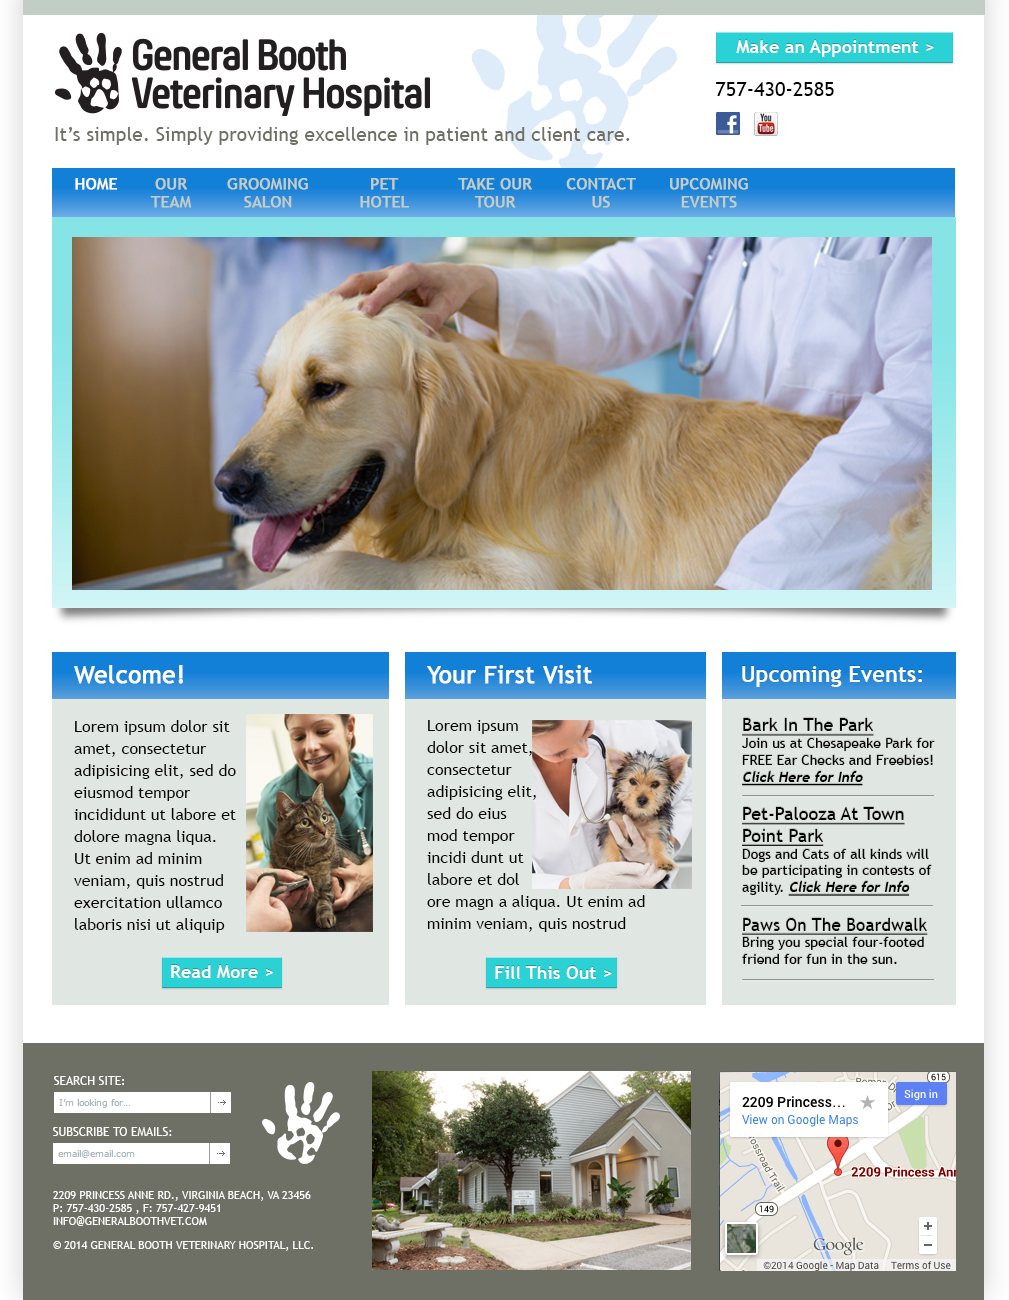 General Booth
Veterinary Hospital
It's simple. Simply providing excellence in patient and client care.
Make an Appointment >
757-430-2585
f
You
Tube
HOME
OUR
TEAM
GROOMING
SALON
PET
HOTEL
TAKE OUR
TOUR
CONTACT
US
UPCOMING
EVENTS
Welcome!
Lorem ipsum dolor sit
amet, consectetur
adipisicing elit, sed do
eiusmod tempor
incididunt ut labore et
dolore magna liqua.
Ut enim ad minim
veniam, quis nostrud
exercitation ullamco
laboris nisi ut aliquip
Read More >
Your First Visit
Lorem ipsum
dolor sit amet,
consectetur
adipisicing elit,
sed do eius
mod tempor
incidi dunt ut
labore et dol
ore magn a aliqua. Ut enim ad
minim veniam, quis nostrud
Fill This Out >
Upcoming Events:
Bark In The Park
Join us at Chesapeake Park for
FREE Ear Checks and Freebies!
Click Here for Info
Pet-Palooza At Town
Point Park
Dogs and Cats of all kinds will
be participating in contests of
agility. Click Here for Info
Paws On The Boardwalk
Bring you special four-footed
friend for fun in the sun.
SEARCH SITE:
I'm looking for...
SUBSCRIBE TO EMAILS:
email@email.com
2209 PRINCESS ANNE RD., VIRGINIA BEACH, VA 23456
P: 757-430-2585 , F: 757-427-9451
INFO@GENERALBOOTHVET.COM
© 2014 GENERAL BOOTH VETERINARY HOSPITAL, LLC.
615
Sign in
2209 Princess...
View on Google Maps
2209 Princess Ann
ossroad Trail
149
+
−
Google
©2014 Google - Map Data
Terms of Use